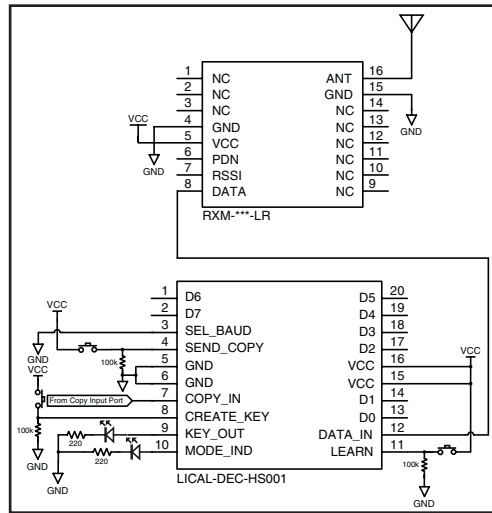 1 NC ANT 16
2 NC GND 15
3 NC NC 14
4 GND NC 13
VCC 5 VCC NC 12
6 PDN NC 11
7 RSSI NC 10
8 DATA NC 9
GND
GND
RXM-***-LR
1 D6 D5 20
2 D7 D4 19
3 SEL_BAUD D3 18
VCC 4 SEND_COPY D2 17
GND 100k 5 GND VCC 16 VCC
6 GND VCC 15
VCC
From Copy Input Port 7 COPY_IN D1 14
8 CREATE_KEY D0 13
100k 220 9 KEY_OUT DATA_IN 12
220 10 MODE_IND LEARN 11
GND
100k
GND
GND
LICAL-DEC-HS001